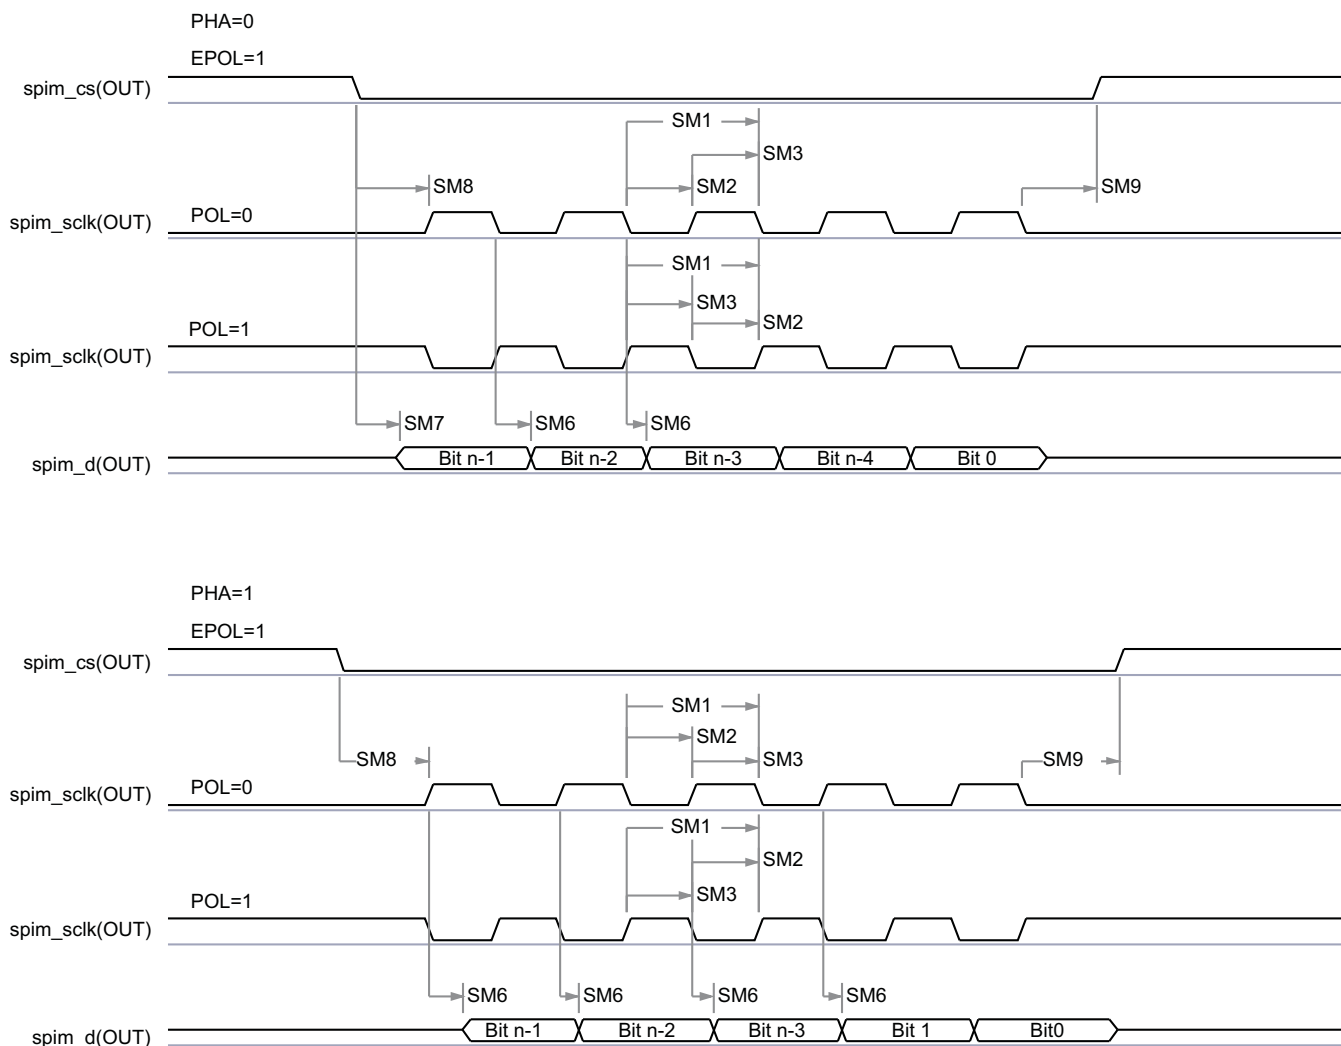 PHA=0
EPOL=1
spim_cs(OUT)
SM1
SM3
SM8
SM2
SM9
POL=0
spim_sclk(OUT)
SM1
SM3
SM2
POL=1
spim_sclk(OUT)
SM7
SM6
SM6
spim_d(OUT)
Bit n-1
Bit n-2
Bit n-3
Bit n-4
Bit 0
PHA=1
EPOL=1
spim_cs(OUT)
SM1
SM2
SM8
SM3
SM9
POL=0
spim_sclk(OUT)
SM1
SM2
SM3
POL=1
spim_sclk(OUT)
SM6
SM6
SM6
SM6
spim_d(OUT)
Bit n-1
Bit n-2
Bit n-3
Bit 1
Bit0